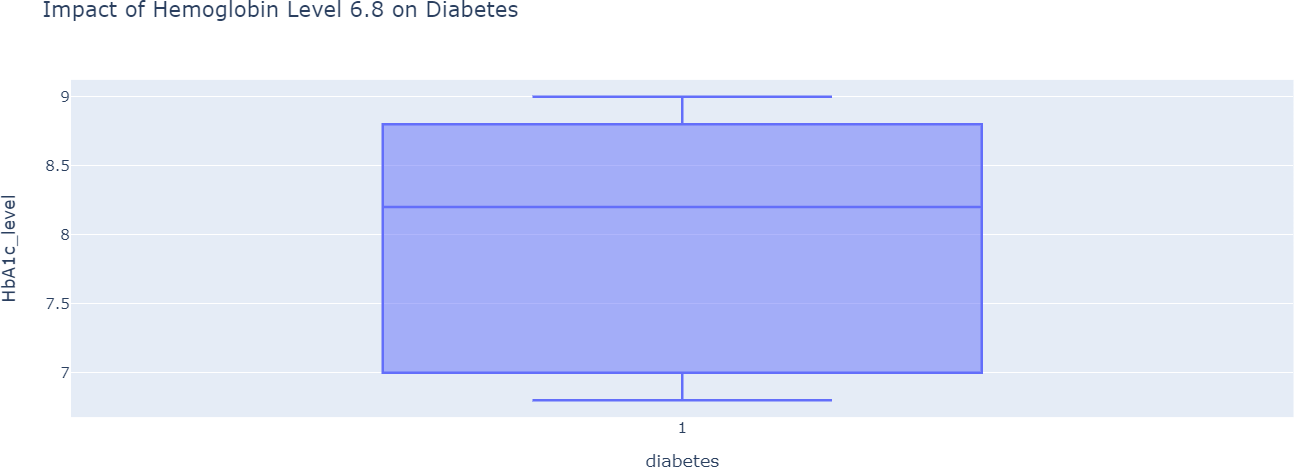 Impact of Hemoglobin Level 6.8 on Diabetes
9
8.5
8
7.5
7
HbA1c_level
1
diabetes